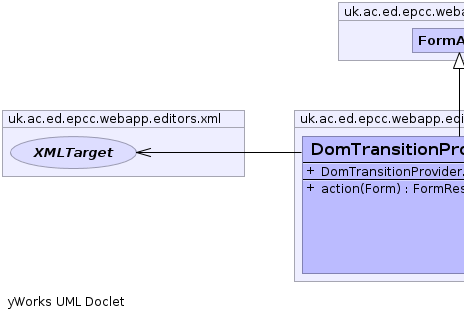 uk.ac.ed.epcc.weba
FormA
uk.ac.ed.epcc.webapp.editors.xml
XMLTarget
uk.ac.ed.epcc.webapp.edi
DomTransitionPro
+ DomTransitionProvider.
+ action(Form) : FormRes
yWorks UML Doclet